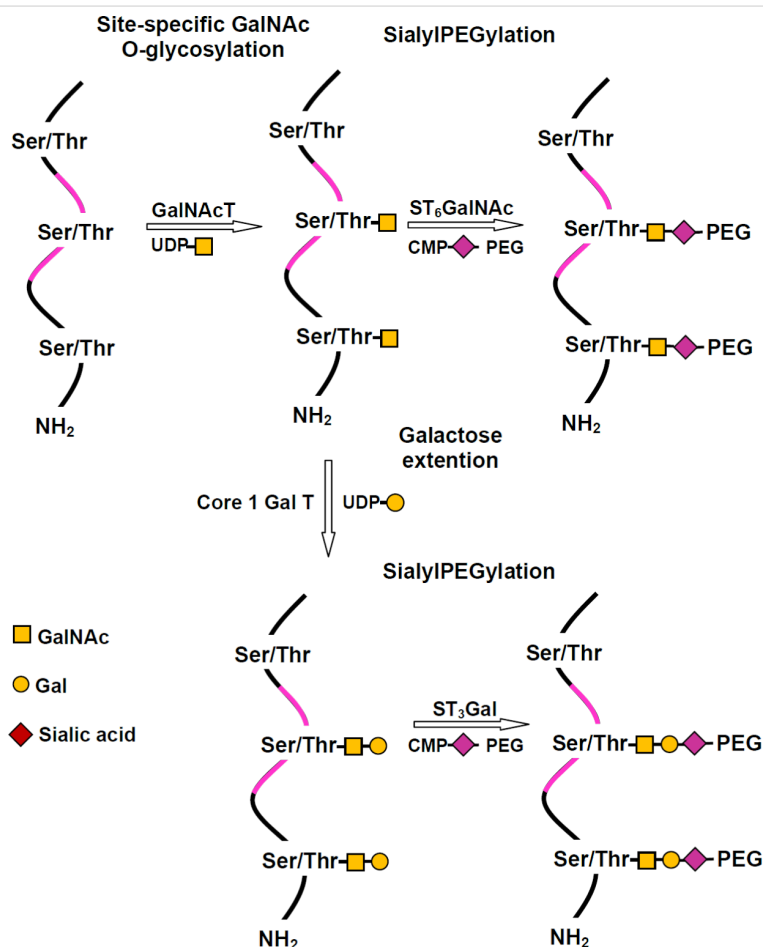 Site-specific GalNAc
O-glycosylation
SialylPEGylation
Ser/Thr
Ser/Thr
Ser/Thr
NH2
GalNAcT
UDP
Ser/Thr
Ser/Thr
Ser/Thr
NH2
ST6GalNAc
CMP PEG
Ser/Thr
Ser/Thr PEG
Ser/Thr PEG
NH2
Galactose
extention
Core 1 Gal T
UDP
SialylPEGylation
GalNAc
Gal
Sialic acid
Ser/Thr
Ser/Thr
Ser/Thr
NH2
ST3Gal
CMP PEG
Ser/Thr
Ser/Thr PEG
Ser/Thr PEG
NH2